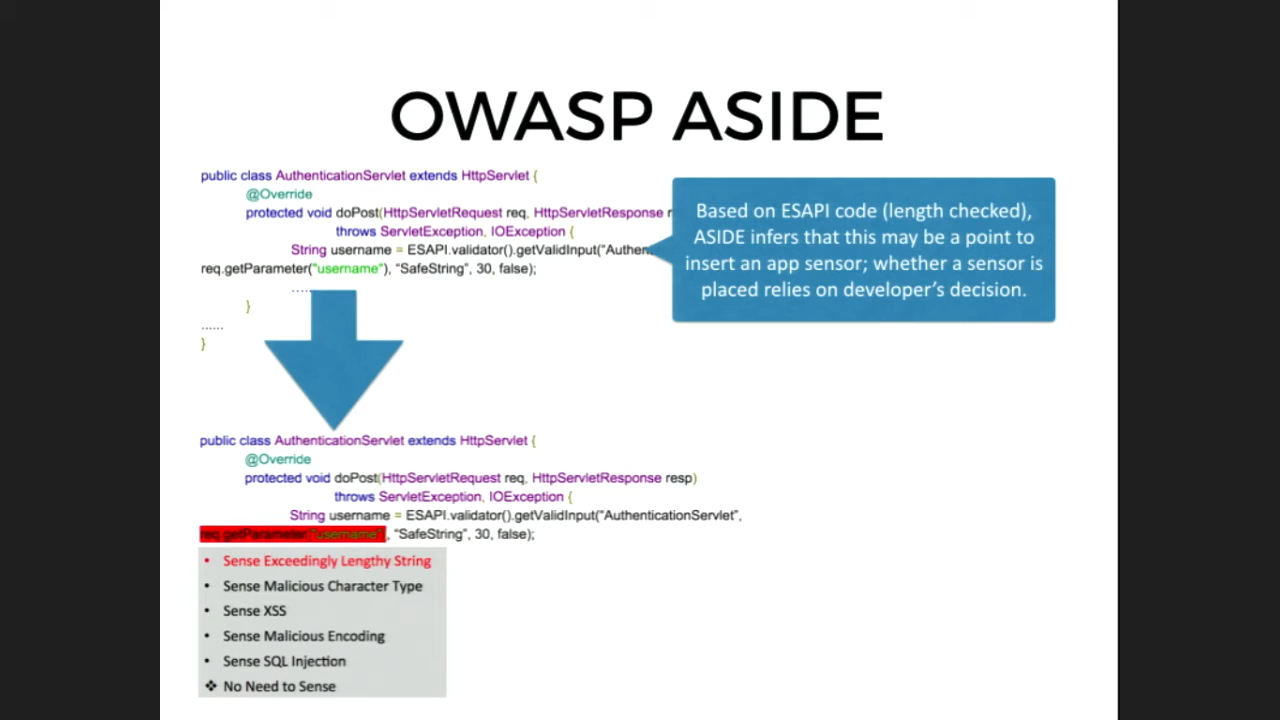 OWASP ASIDE
public class AuthenticationServlet extends HttpServlet {
@Override
protected void doPost(HttpServletRequest req, HttpServletResponse r
throws ServletException, IOException {
String username = ESAPI.validator().getValidInput("Authen
req.getParameter("username"), "SafeString", 30, false);
.....
}
......
}
Based on ESAPI code (length checked),
ASIDE infers that this may be a point to
insert an app sensor; whether a sensor is
placed relies on developer's decision.
public class AuthenticationServlet extends HttpServlet {
@Override
protected void doPost(HttpServletRequest req, HttpServletResponse resp)
throws ServletException, IOException {
String username = ESAPI.validator().getValidInput("AuthenticationServlet",
req.getParameter("username"), "SafeString", 30, false);
• Sense Exceedingly Lengthy String
• Sense Malicious Character Type
• Sense XSS
• Sense Malicious Encoding
• Sense SQL Injection
❖ No Need to Sense